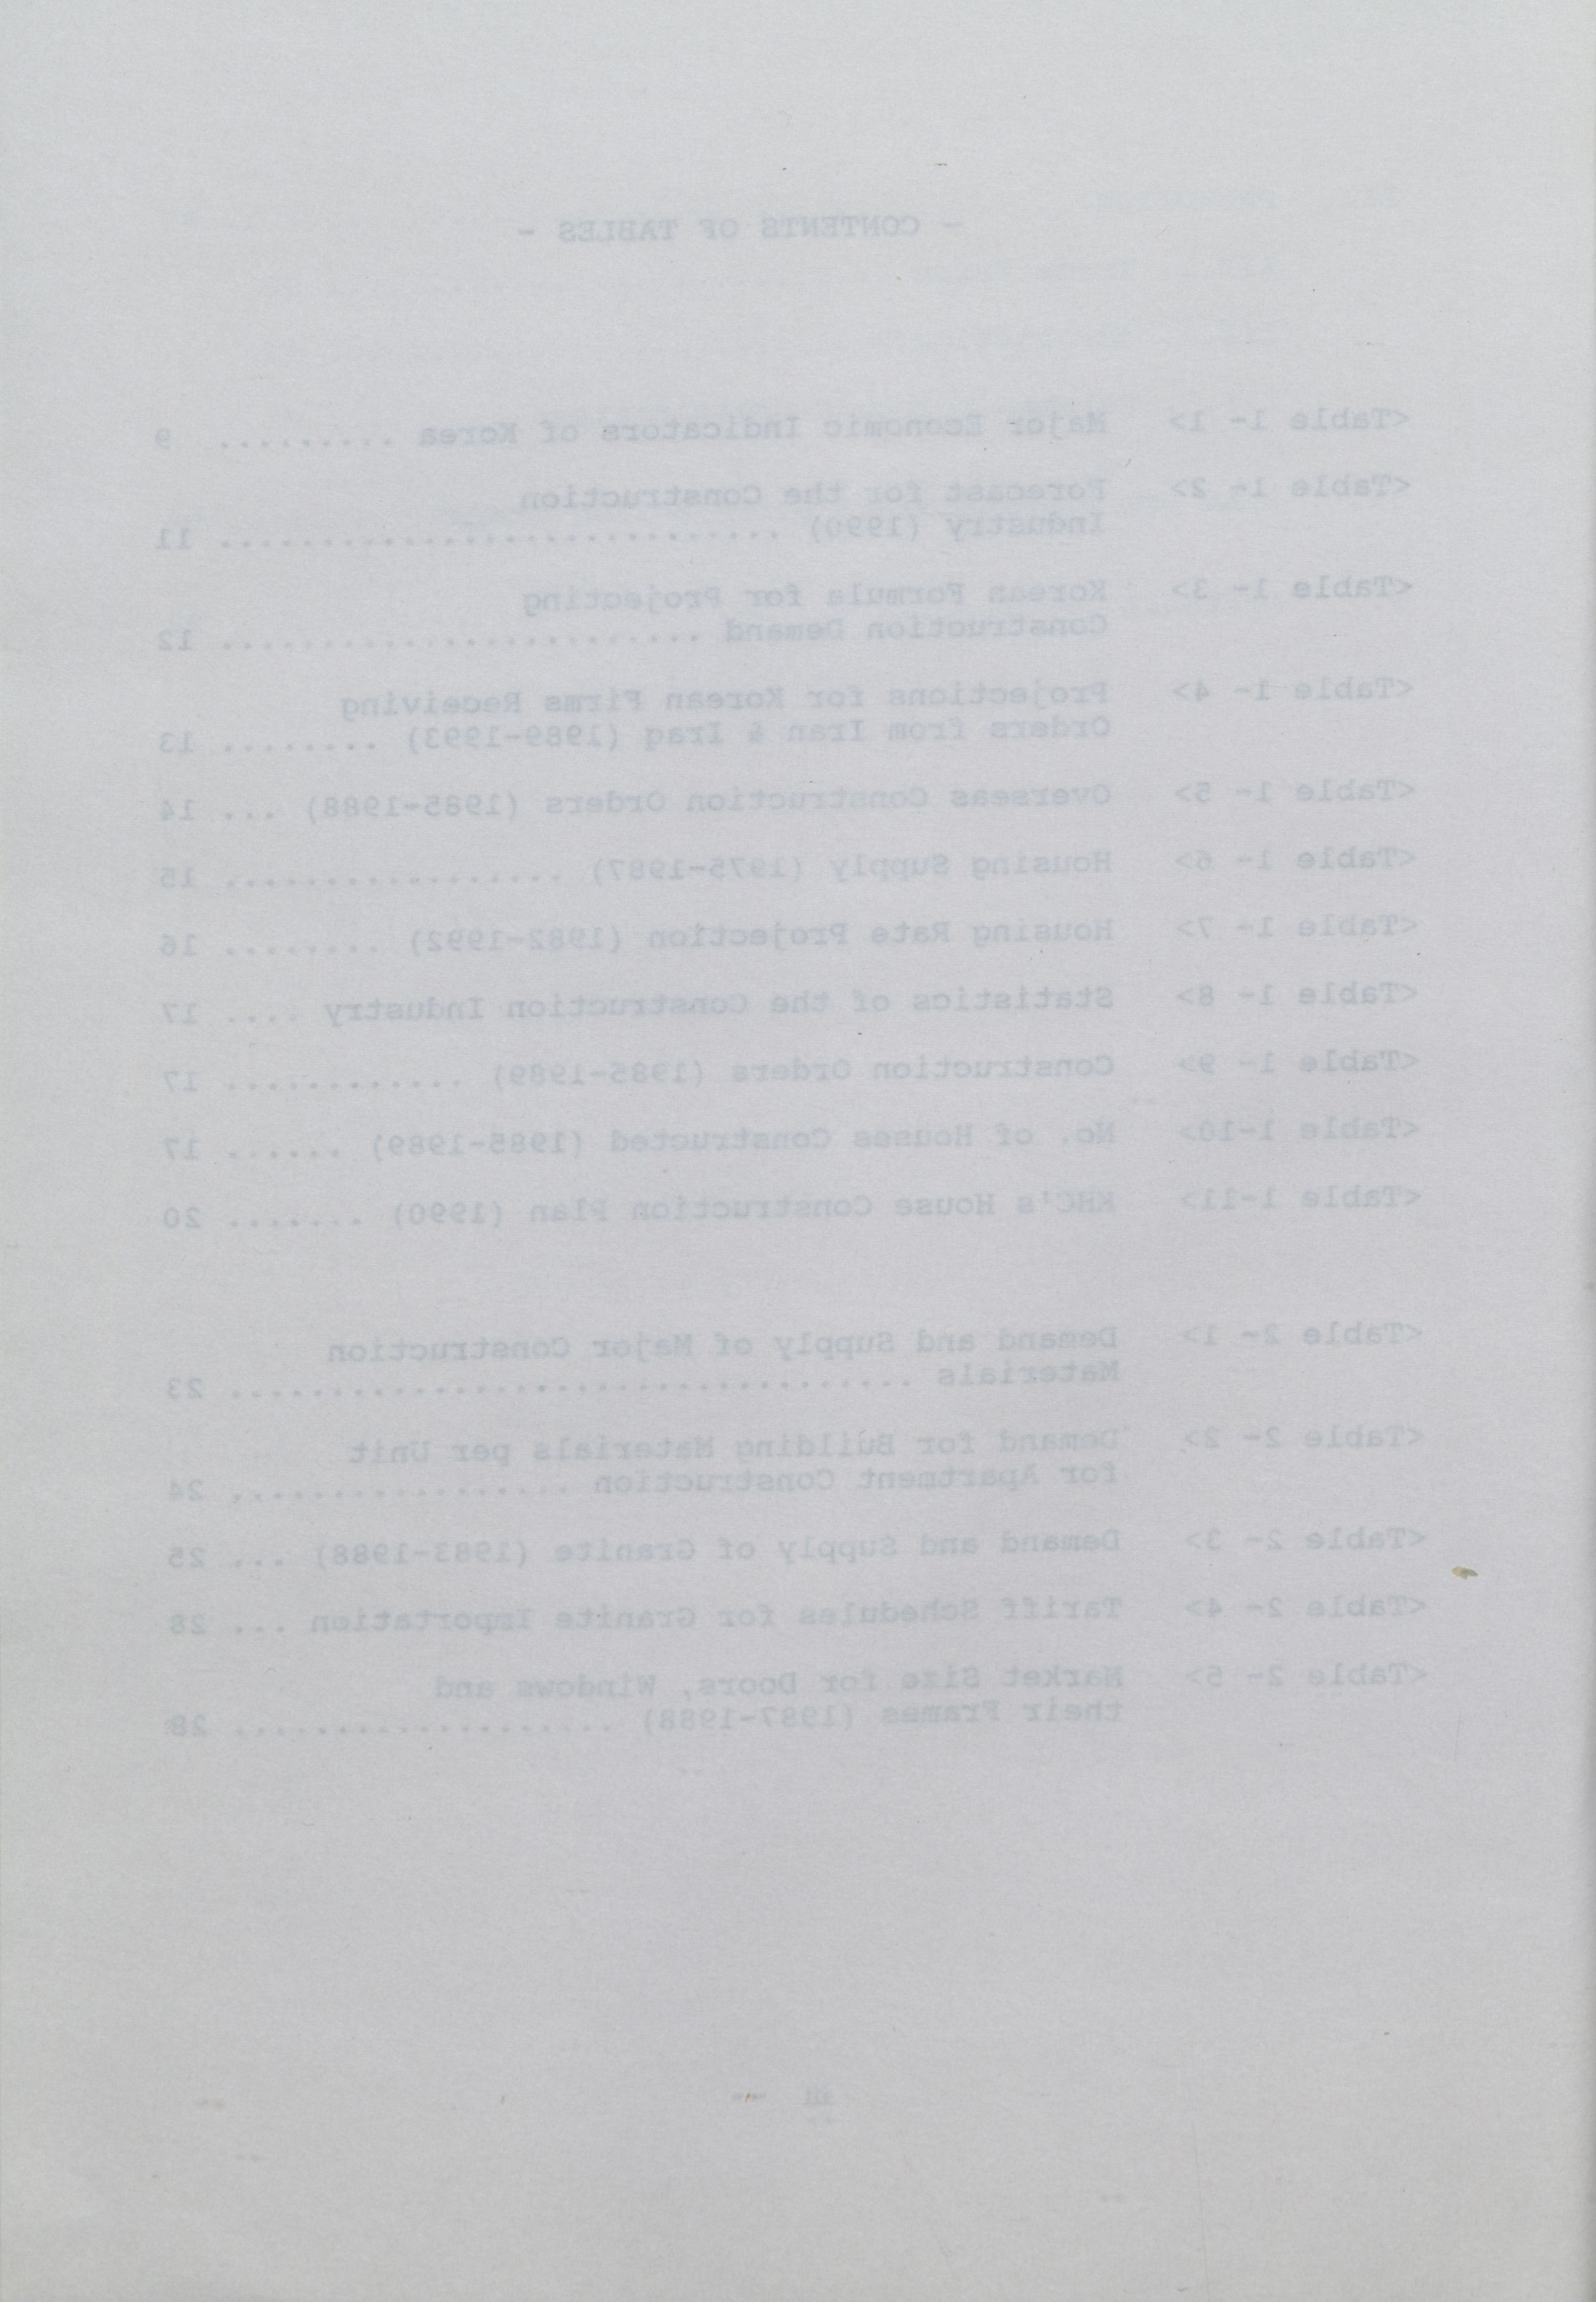 - CONTENTS OF TABLES -
<Table 1- 1> Major Economic Indicators of Korea ......... 9
<Table 1- 2> Forecast for the Construction
Industry (1990) ............................ 11
<Table 1- 3> Korean Formula for Projecting
Construction Demand ........................ 12
<Table 1- 4> Projections for Korean Firms Receiving
Orders from Iran & Iraq (1989-1993) ........ 13
<Table 1- 5> Overseas Construction Orders (1985-1988) ... 14
<Table 1- 6> Housing Supply (1975-1987) ................. 15
<Table 1- 7> Housing Rate Projection (1982-1992) ........ 16
<Table 1- 8> Statistics of the Construction Industry .... 17
<Table 1- 9> Construction Orders (1985-1989) ............ 17
<Table 1-10> No. of Houses Constructed (1985-1989) ...... 17
<Table 1-11> KHC's House Construction Plan (1990) ....... 20
<Table 2- 1> Demand and Supply of Major Construction
Materials .................................. 23
<Table 2- 2> Demand for Building Materials per Unit
for Apartment Construction ................. 24
<Table 2- 3> Demand and Supply of Granite (1983-1988) ... 25
<Table 2- 4> Tariff Schedules for Granite Importation ... 28
<Table 2- 5> Market Size for Doors, Windows and
their Frames (1987-1988) ................... 28